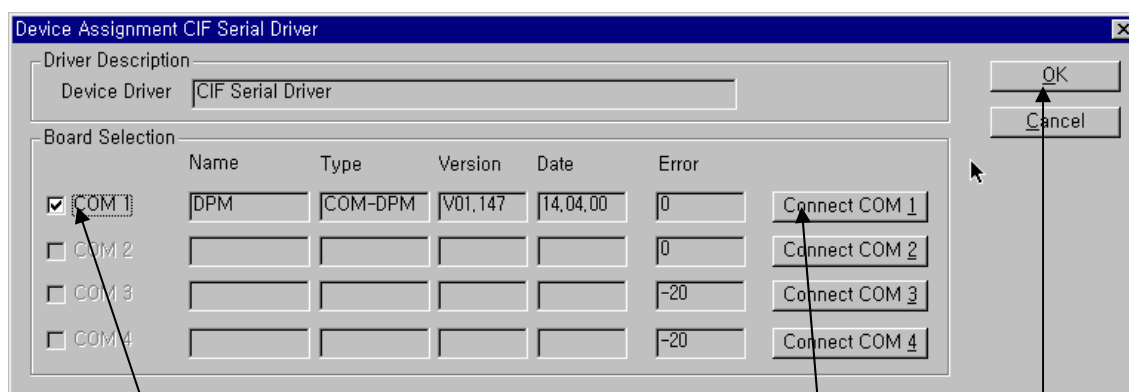 Device Assignment CIF Serial Driver
Driver Description
Device Driver CIF Serial Driver
OK
Cancel
Board Selection
Name Type Version Date Error
COM 1 DPM COM-DPM V01,147 14,04,00 0 Connect COM 1
COM 2 0 Connect COM 2
COM 3 -20 Connect COM 3
COM 4 -20 Connect COM 4